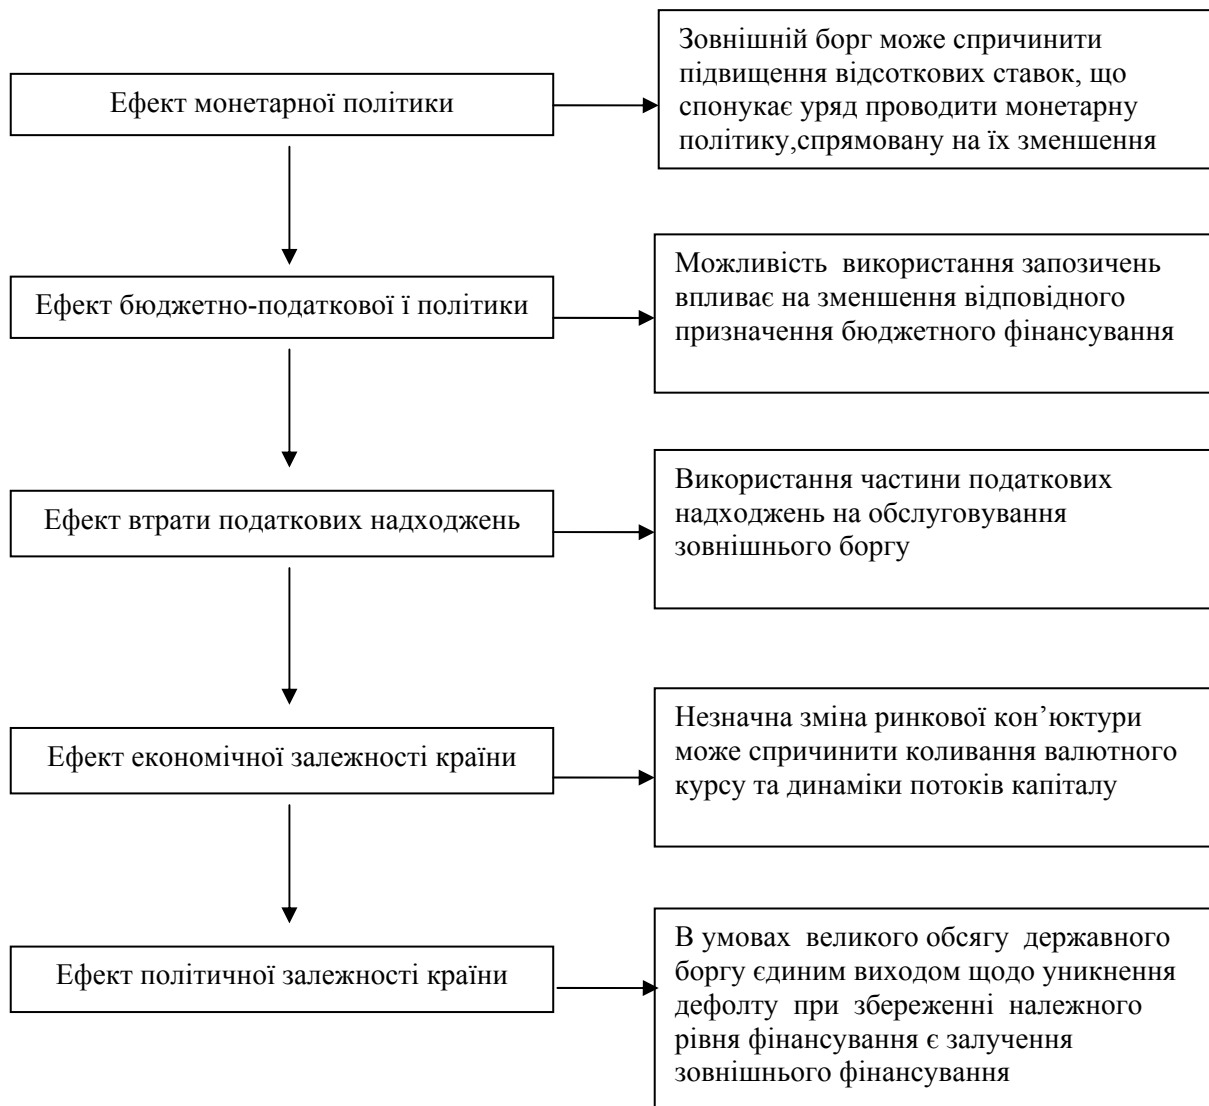 Ефект монетарної політики
Зовнішній борг може спричинити
підвищення відсоткових ставок, що
спонукає уряд проводити монетарну
політику,спрямовану на їх зменшення
Ефект бюджетно-податкової ї політики
Можливість використання запозичень
впливає на зменшення відповідного
призначення бюджетного фінансування
Ефект втрати податкових надходжень
Використання частини податкових
надходжень на обслуговування
зовнішнього боргу
Ефект економічної залежності країни
Незначна зміна ринкової кон’юктури
може спричинити коливання валютного
курсу та динаміки потоків капіталу
Ефект політичної залежності країни
В умовах великого обсягу державного
боргу єдиним виходом щодо уникнення
дефолту при збереженні належного
рівня фінансування є залучення
зовнішнього фінансування